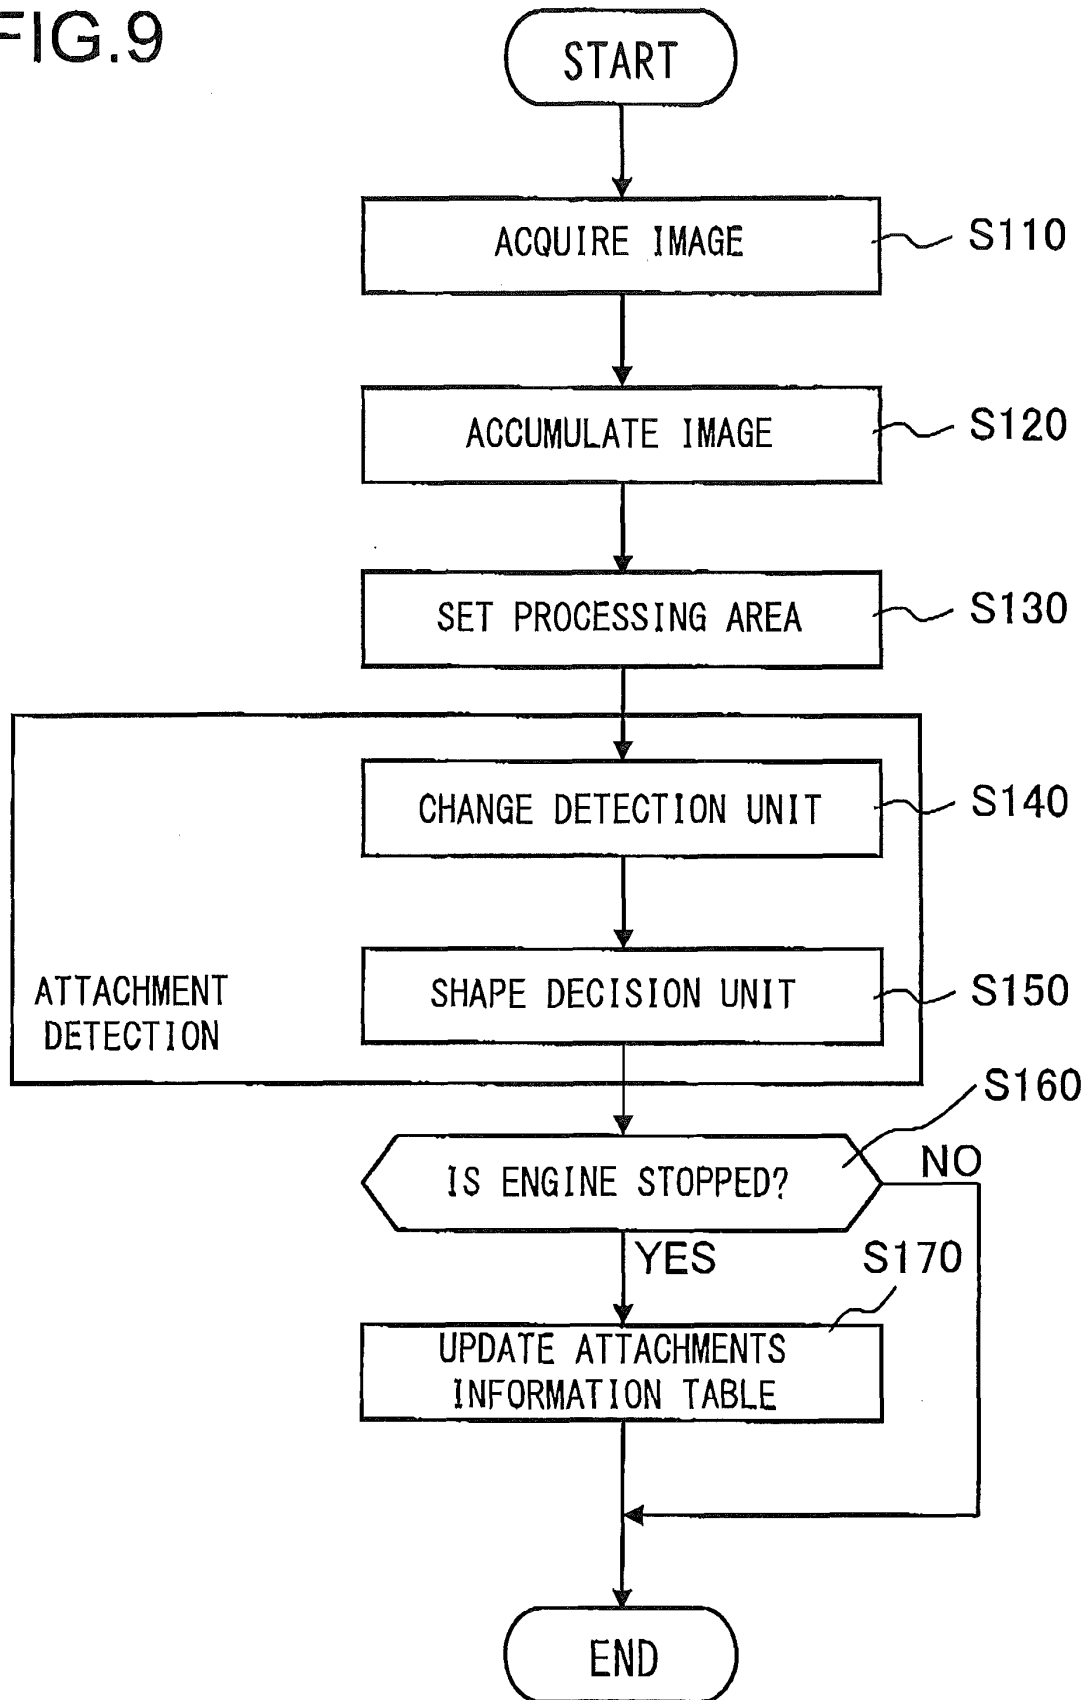 FIG.9
START
ACQUIRE IMAGE
S110
ACCUMULATE IMAGE
S120
SET PROCESSING AREA
S130
CHANGE DETECTION UNIT
S140
SHAPE DECISION UNIT
S150
ATTACHMENT
DETECTION
S160
IS ENGINE STOPPED?
NO
YES
S170
UPDATE ATTACHMENTS
INFORMATION TABLE
END